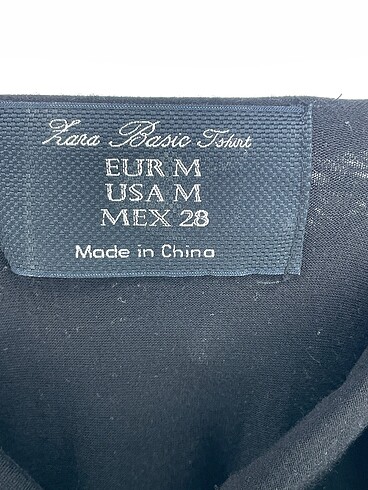 Zara Basic Tshirt
EUR M
USA M
MEX 28
Made in China